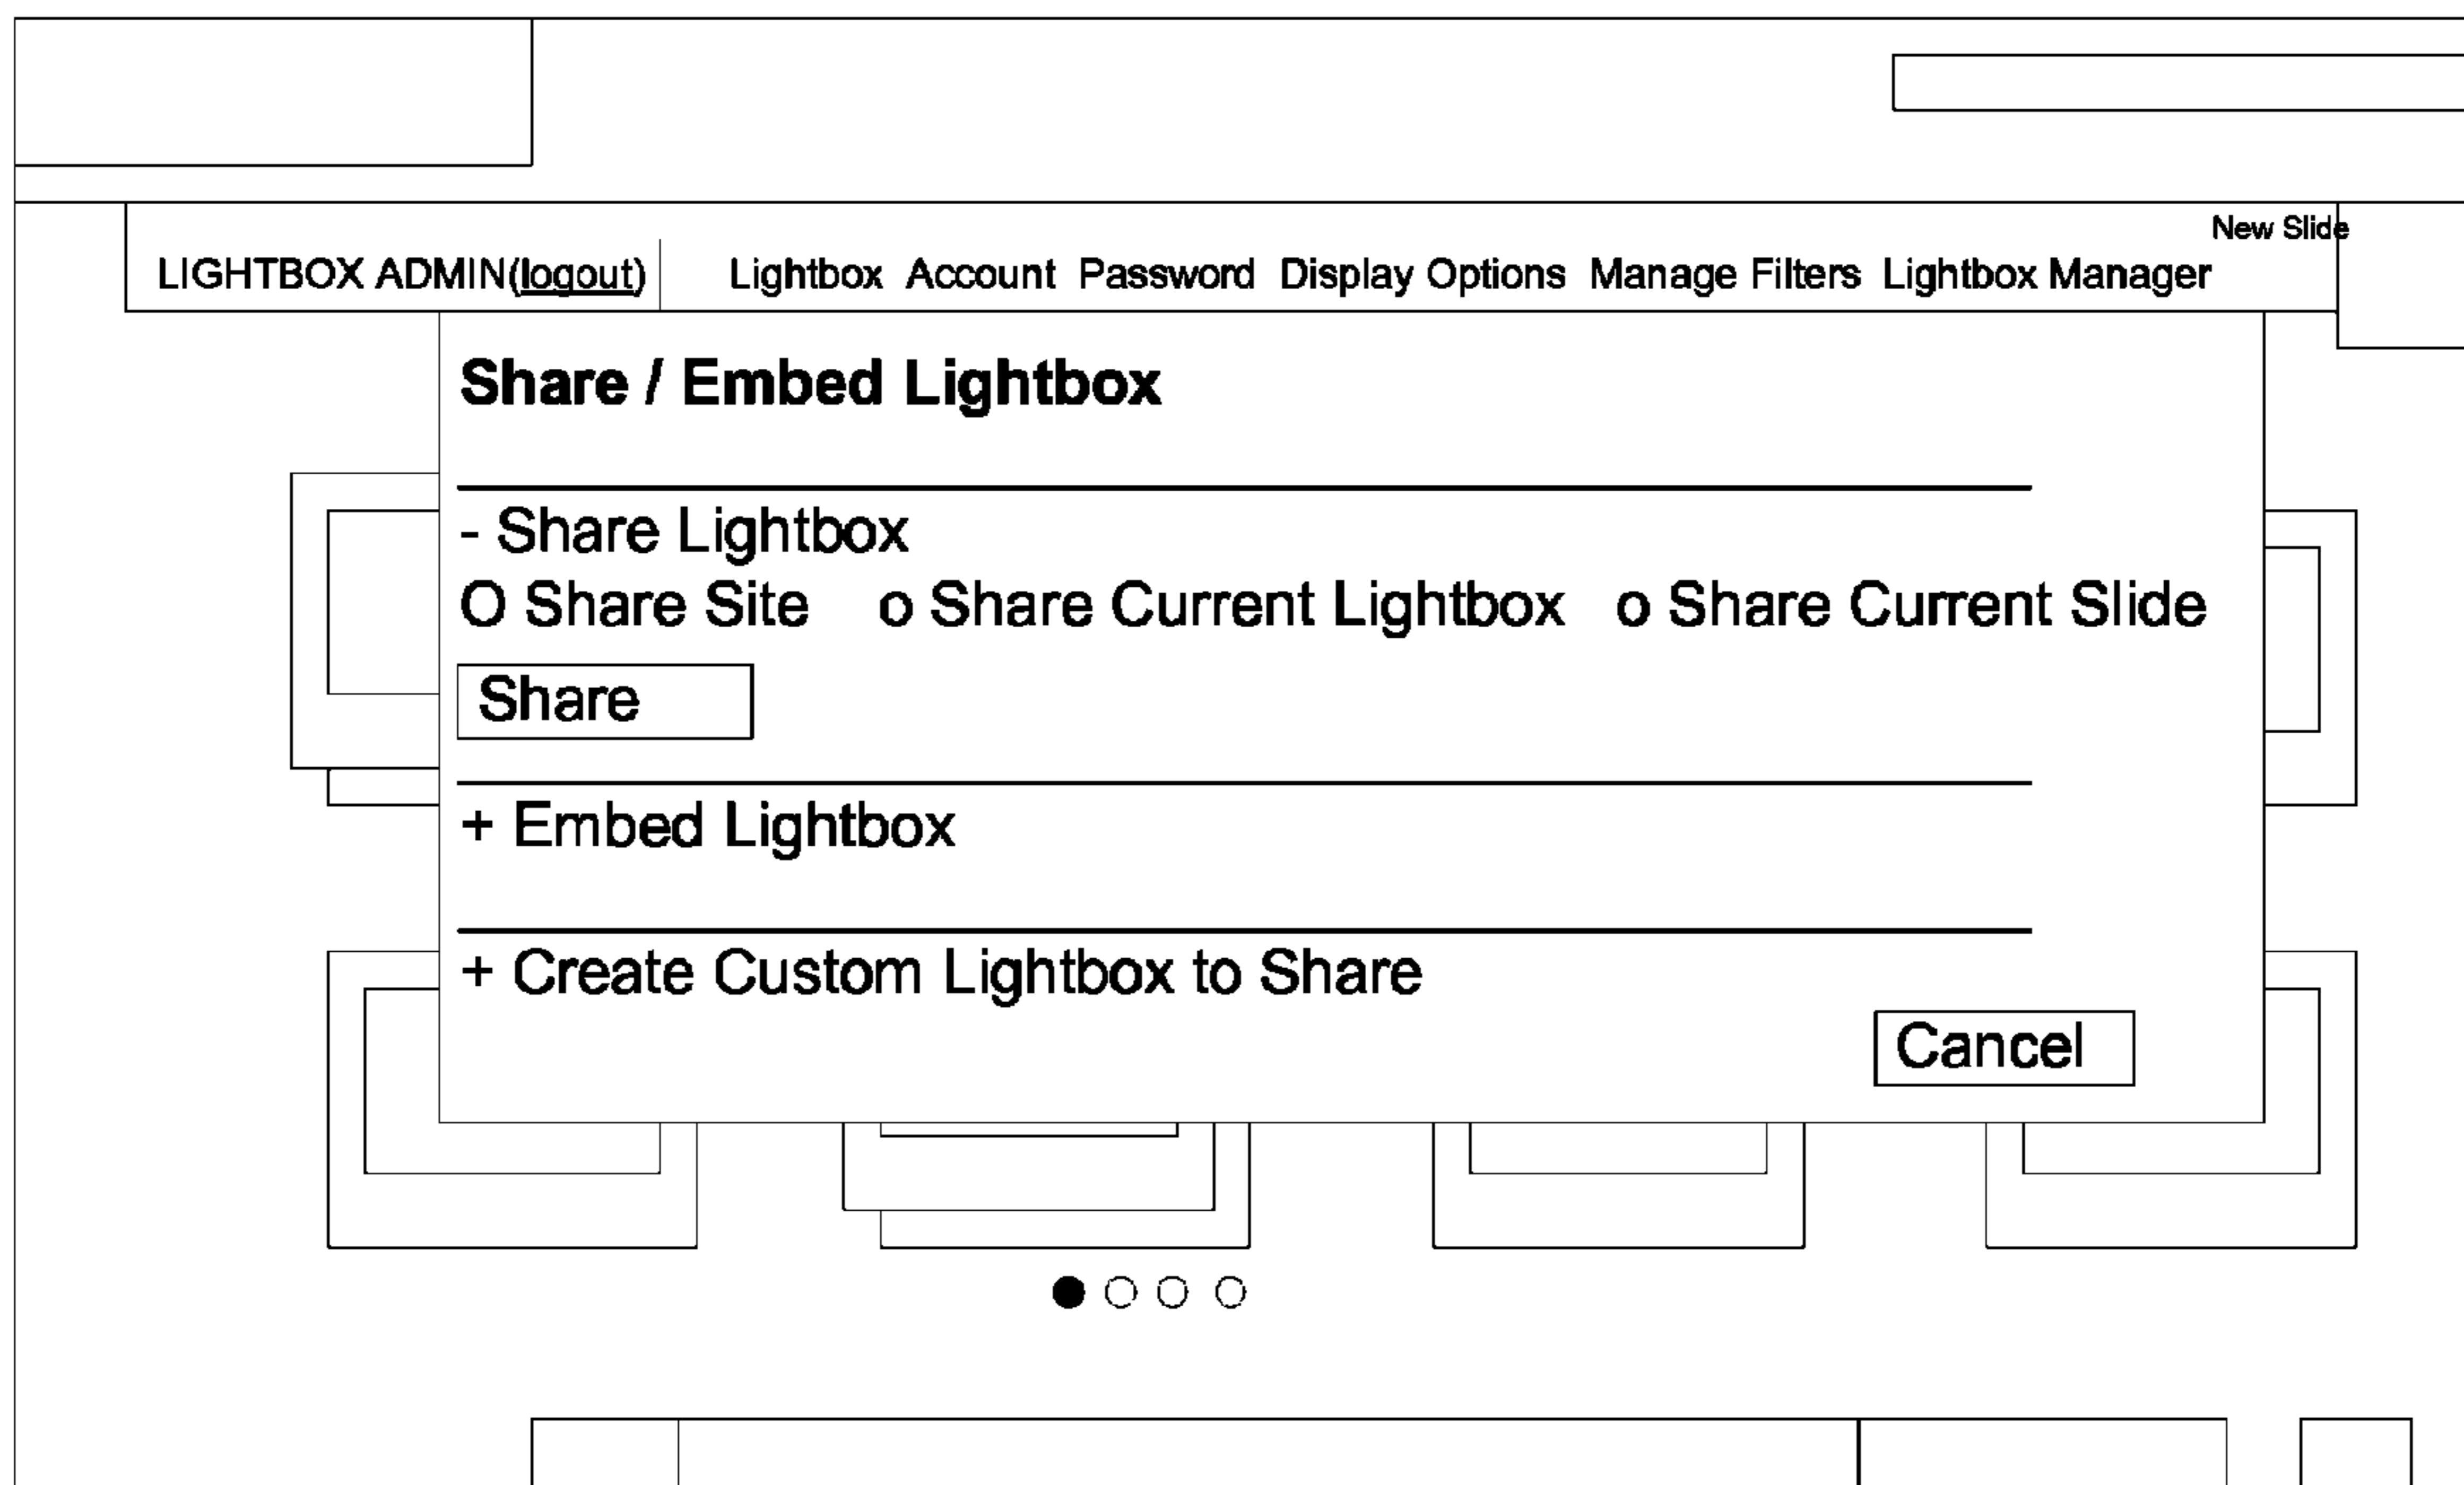 New Slide
LIGHTBOX ADMIN(logout) Lightbox Account Password Display Options Manage Filters Lightbox Manager
Share / Embed Lightbox
- Share Lightbox
O Share Site o Share Current Lightbox o Share Current Slide
Share
+ Embed Lightbox
+ Create Custom Lightbox to Share
Cancel